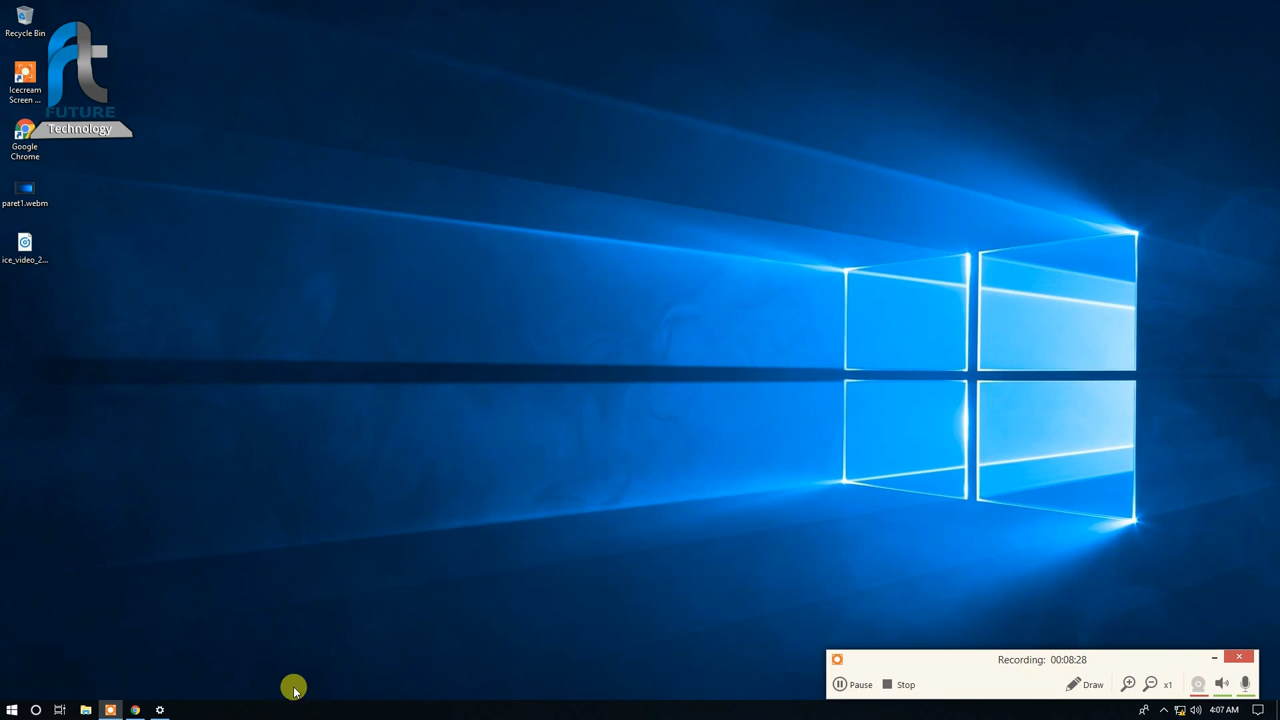 Recycle Bin
Icecream
Screen ...
FUTURE
Technology
Google
Chrome
paret1.webm
ice_video_2...
Recording: 00:08:28
Pause
Stop
Draw
x1
4:07 AM